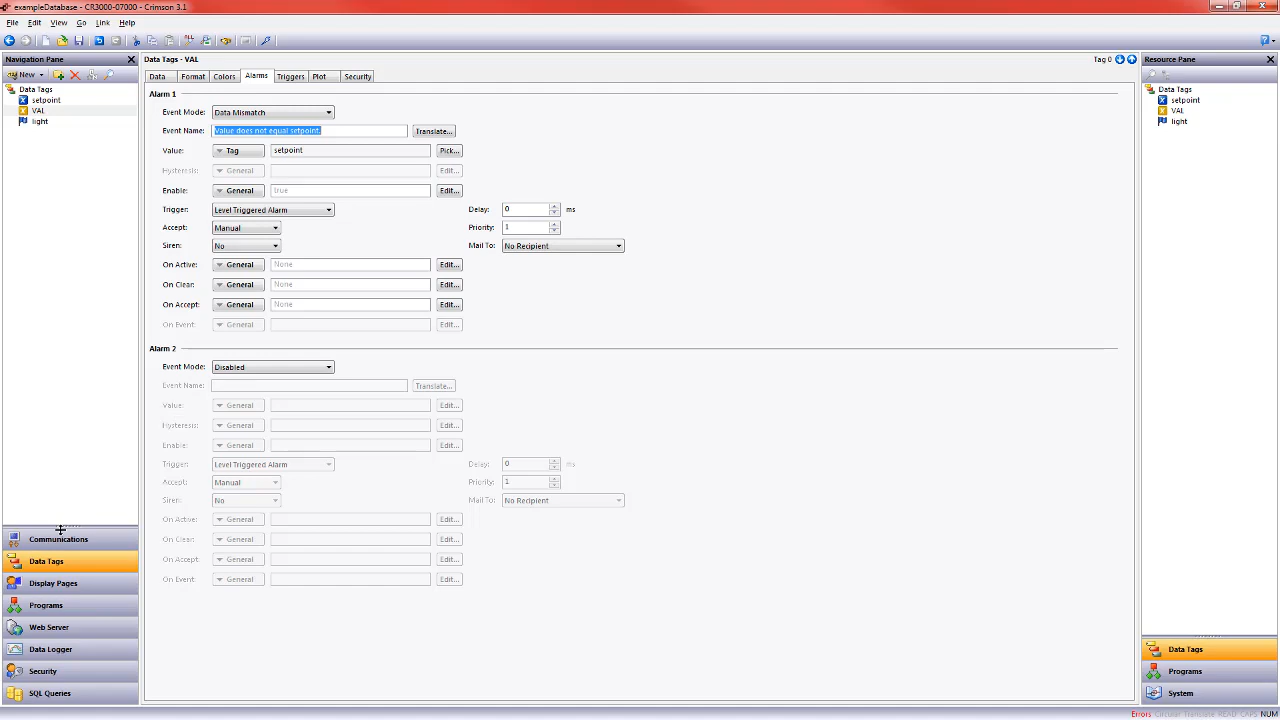 exampleDatabase - CR3000-07000 - Crimson 3.1
File Edit View Go Link Help
Navigation Pane
New
Data Tags
setpoint
VAL
light
Communications
Data Tags
Display Pages
Programs
Web Server
Data Logger
Security
SQL Queries
Data Tags - VAL
Tag 0
Data Format Colors Alarms Triggers Plot Security
Alarm 1
Event Mode: Data Mismatch
Event Name: Value does not equal setpoint. Translate...
Value: Tag setpoint Pick...
Hysteresis: General Edit...
Enable: General true Edit...
Trigger: Level Triggered Alarm Delay: 0 ms
Accept: Manual Priority: 1
Siren: No Mail To: No Recipient
On Active: General None Edit...
On Clear: General None Edit...
On Accept: General None Edit...
On Event: General Edit...
Alarm 2
Event Mode: Disabled
Event Name: Translate...
Value: General Edit...
Hysteresis: General Edit...
Enable: General Edit...
Trigger: Level Triggered Alarm Delay: 0 ms
Accept: Manual Priority: 1
Siren: No Mail To: No Recipient
On Active: General Edit...
On Clear: General Edit...
On Accept: General Edit...
On Event: General Edit...
Resource Pane
Data Tags
setpoint
VAL
light
Data Tags
Programs
System
Errors Circular Translate READ CAPS NUM